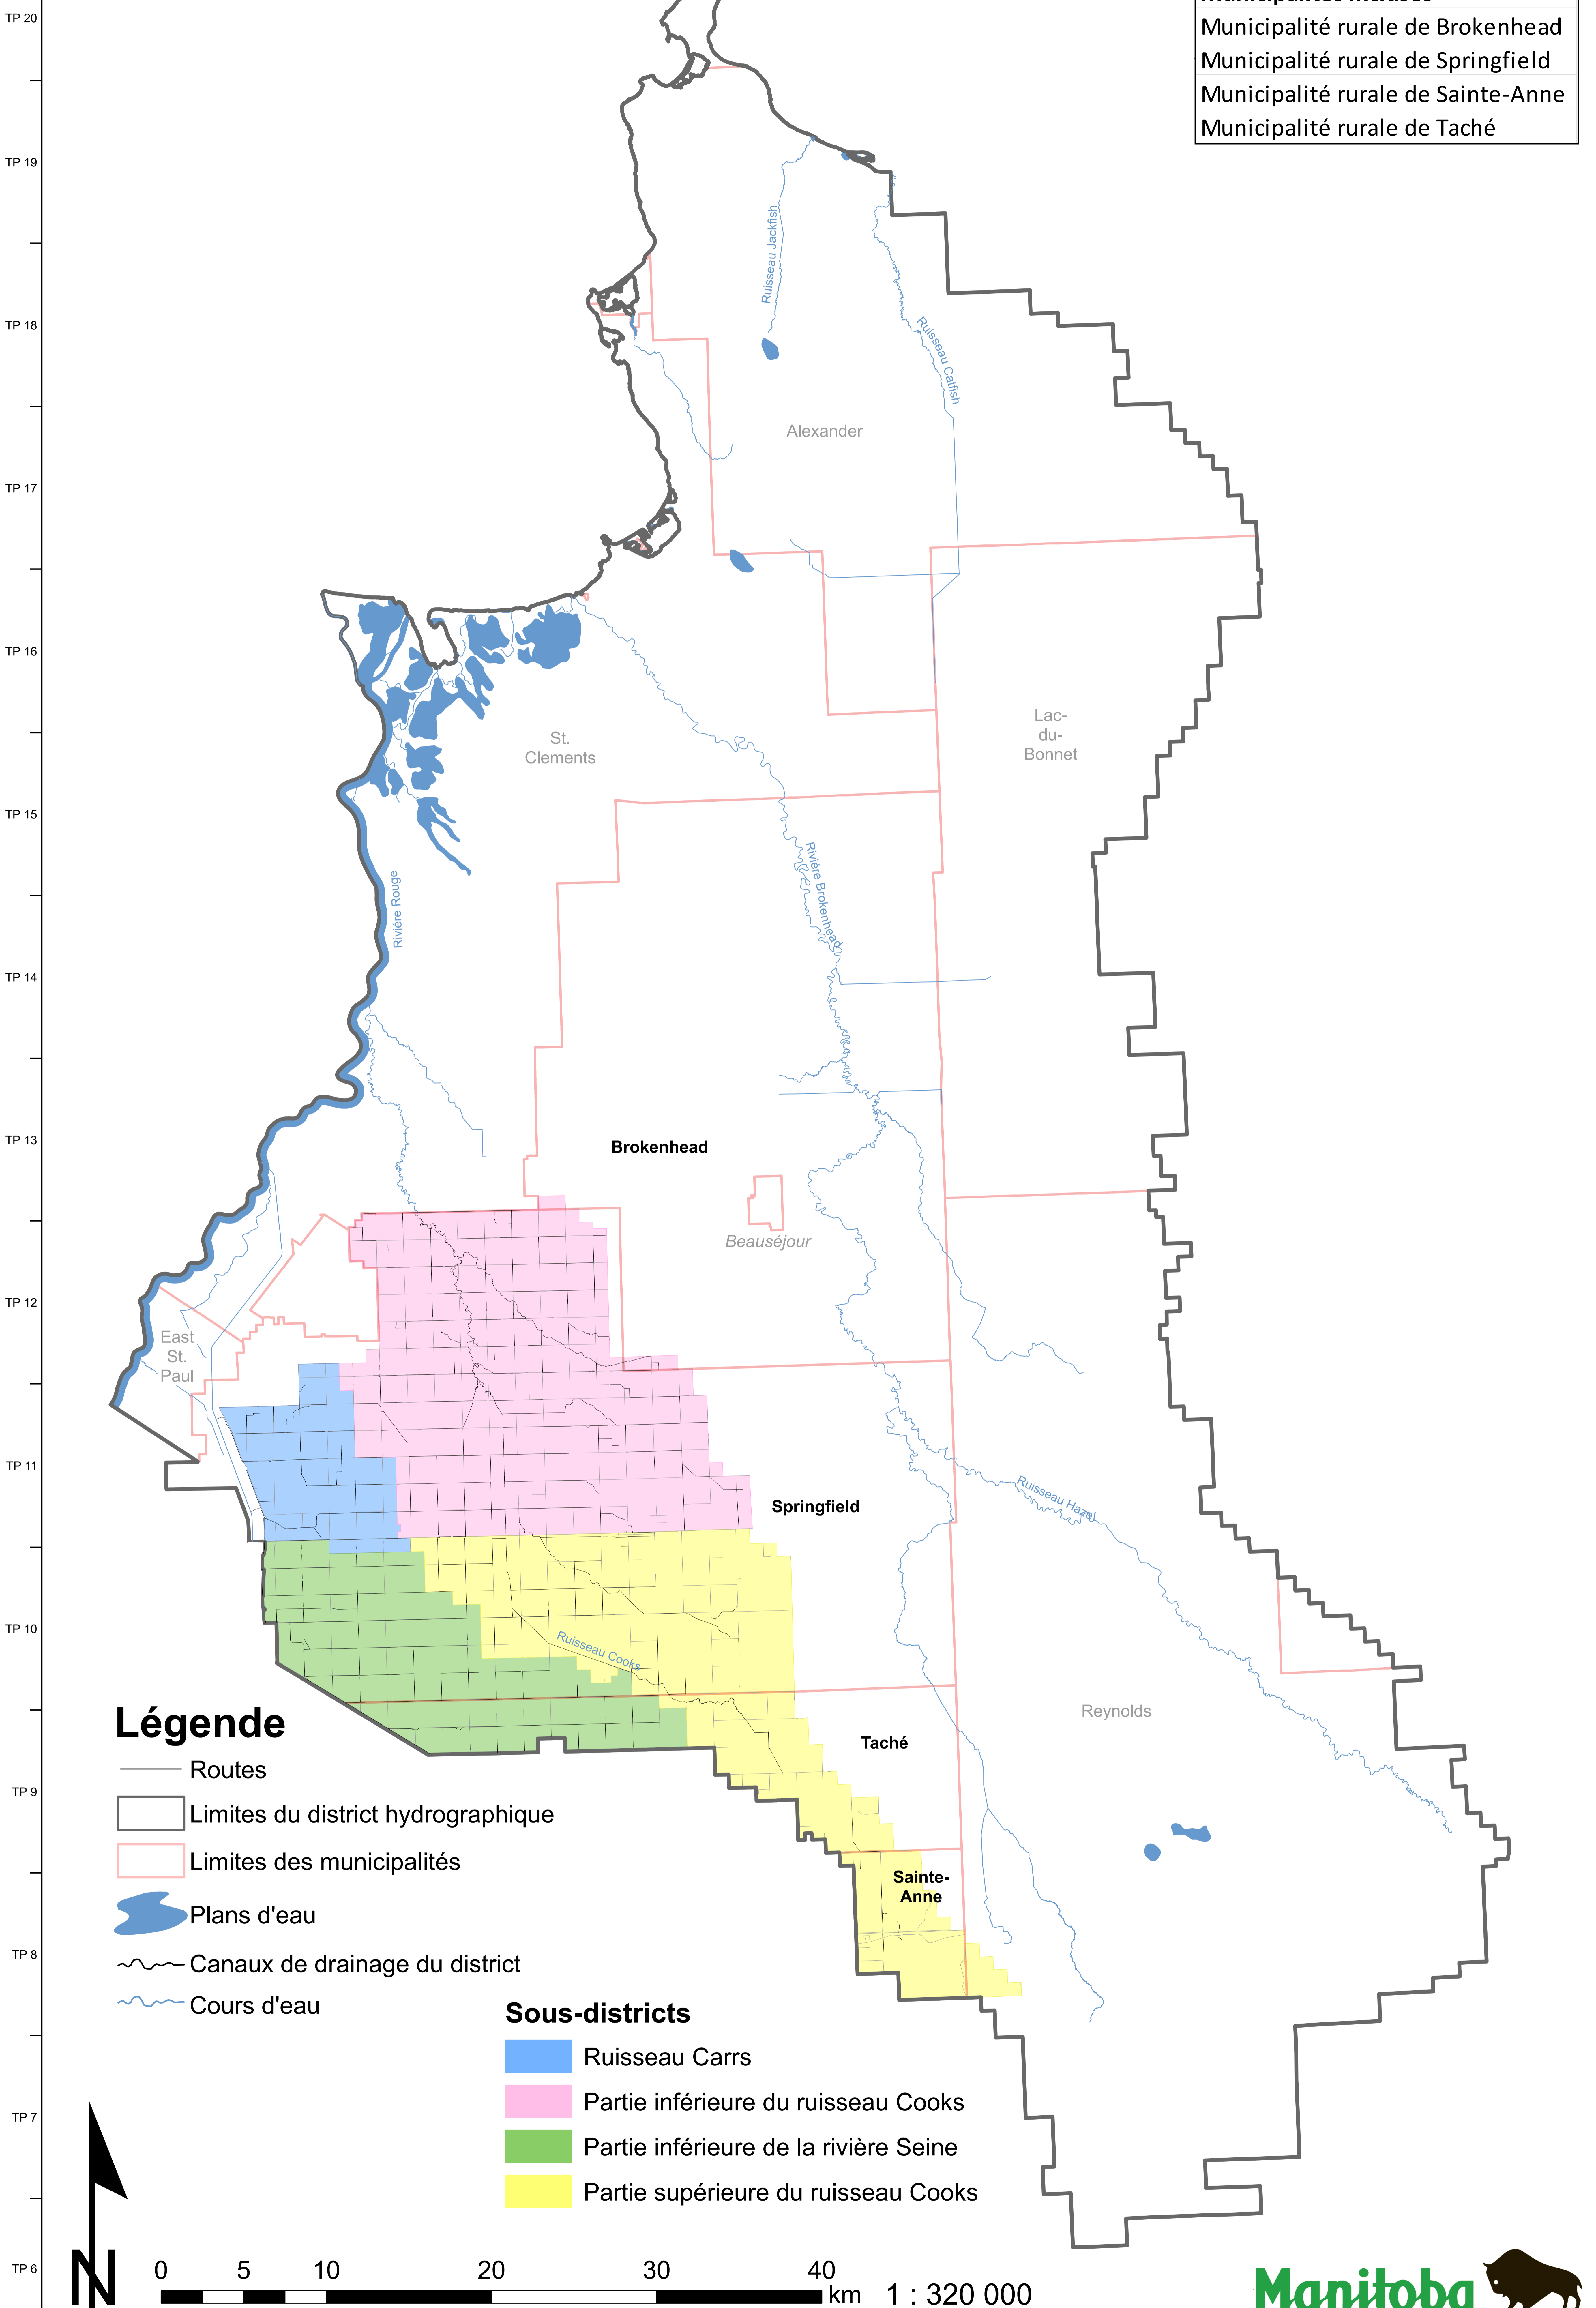 Municipalités incluses
Municipalité rurale de Brokenhead
Municipalité rurale de Springfield
Municipalité rurale de Sainte-Anne
Municipalité rurale de Taché
TP 20
TP 19
TP 18
TP 17
TP 16
TP 15
TP 14
TP 13
TP 12
TP 11
TP 10
TP 9
TP 8
TP 7
TP 6
Ruisseau Jackfish
Ruisseau Catfish
Alexander
St.
Clements
Lac-
du-
Bonnet
Rivière Rouge
Rivière Brokenhead
Brokenhead
Beauséjour
East
St.
Paul
Springfield
Ruisseau Hazel
Ruisseau Cooks
Reynolds
Taché
Sainte-
Anne
Légende
Routes
Limites du district hydrographique
Limites des municipalités
Plans d'eau
Canaux de drainage du district
Cours d'eau
Sous-districts
Ruisseau Carrs
Partie inférieure du ruisseau Cooks
Partie inférieure de la rivière Seine
Partie supérieure du ruisseau Cooks
N
0 5 10 20 30 40
km 1 : 320 000
Manitoba